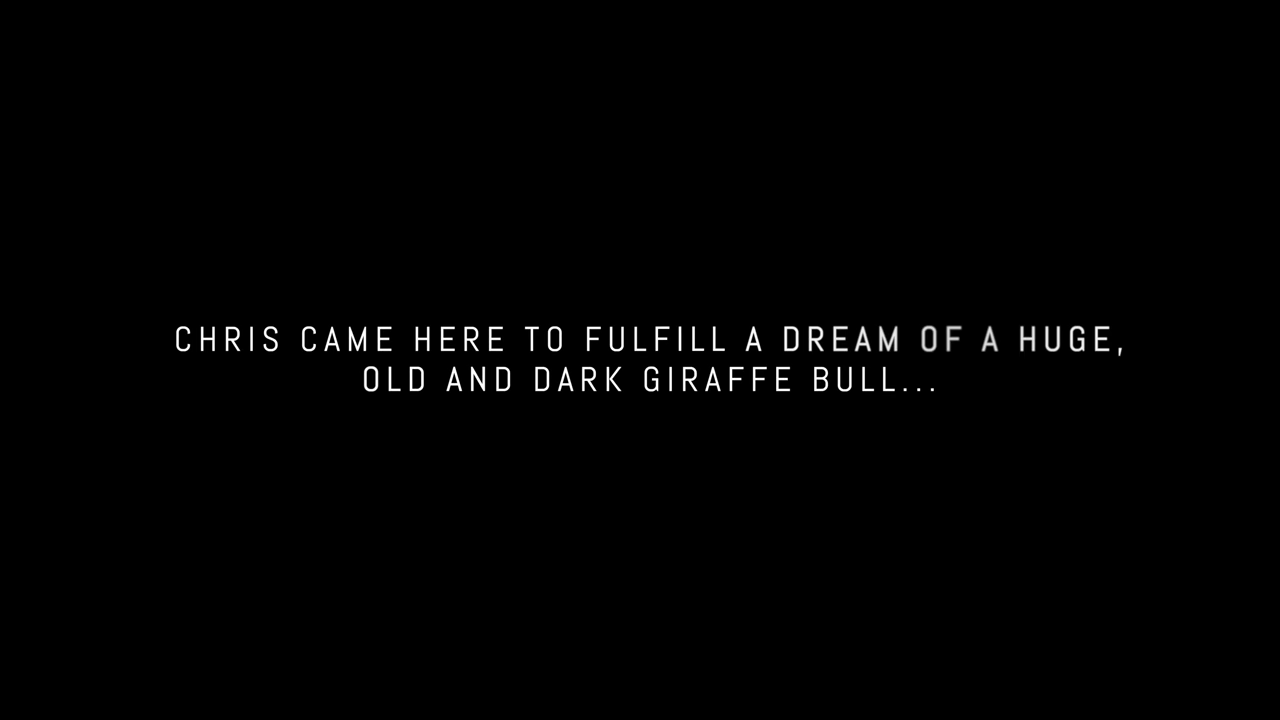 CHRIS CAME HERE TO FULFILL A DREAM OF A HUGE,
OLD AND DARK GIRAFFE BULL...